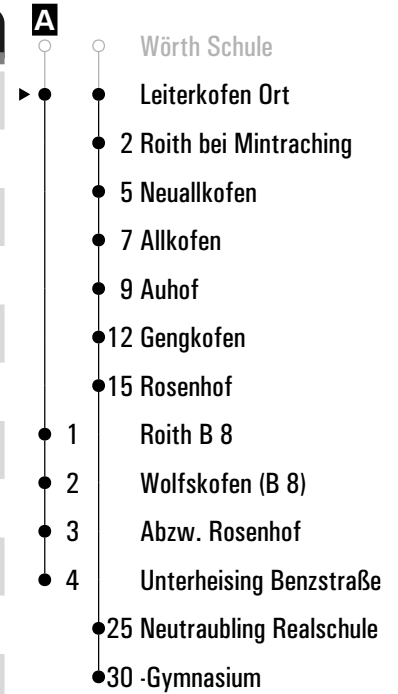 A
Wörth Schule
Leiterkofen Ort
2 Roith bei Mintraching
5 Neuallkofen
7 Allkofen
9 Auhof
12 Gengkofen
15 Rosenhof
1 Roith B 8
2 Wolfskofen (B 8)
3 Abzw. Rosenhof
4 Unterheising Benzstraße
25 Neutraubling Realschule
30 -Gymnasium